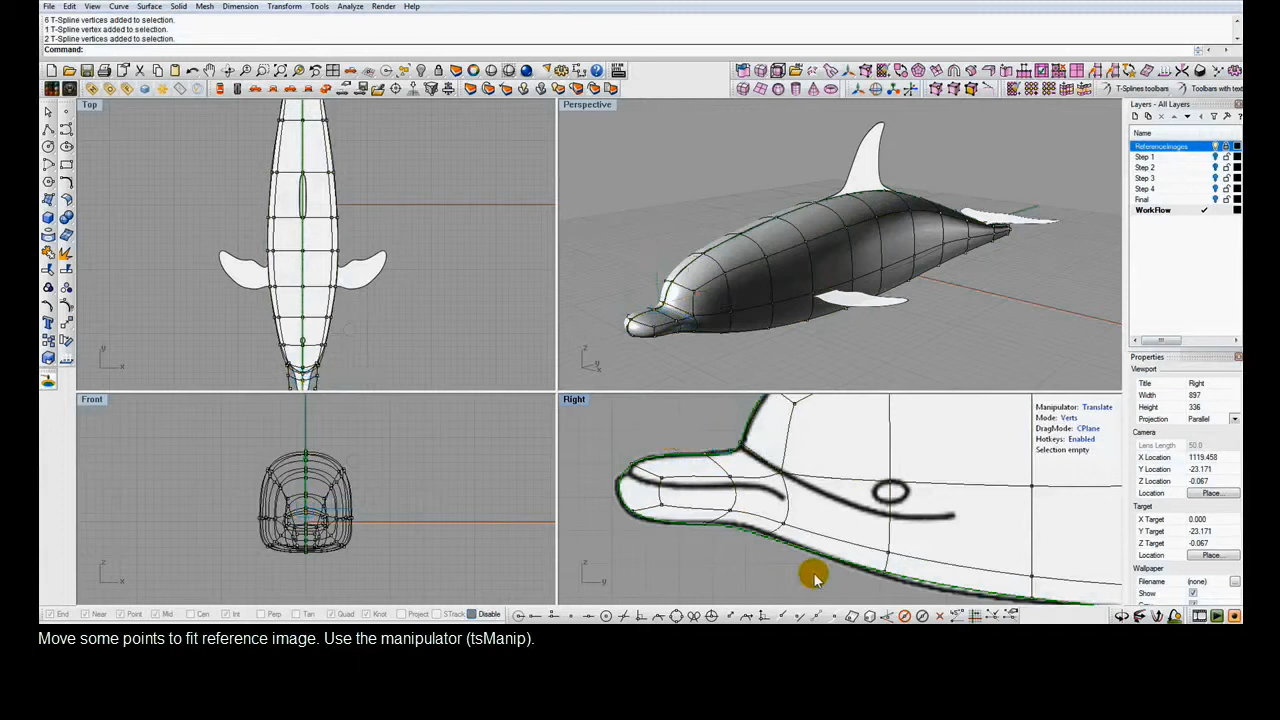 File Edit View Curve Surface Solid Mesh Dimension Transform Tools Analyze Render Help
6 T-Spline vertices added to selection.
1 T-Spline vertex added to selection.
2 T-Spline vertices added to selection.
Command:
T-Splines toolbars Toolbars with text
Top
Perspective
Layers - All Layers
Name
ReferenceImages
Step 1
Step 2
Step 3
Step 4
Final
WorkFlow
y
x
z
y
x
Properties
Viewport
Title Right
Width 897
Height 336
Projection Parallel
Camera
Lens Length 50.0
X Location 1119.458
Y Location -23.171
Z Location -0.067
Location Place...
Target
X Target 0.000
Y Target -23.171
Z Target -0.067
Location Place...
Wallpaper
Filename (none)
Show
Front
Right
Manipulator: Translate
Mode: Verts
DragMode: CPlane
Hotkeys: Enabled
Selection empty
z
x
z
y
End Near Point Mid Cen Int Perp Tan Quad Knot Project STrack Disable
Move some points to fit reference image. Use the manipulator (tsManip).